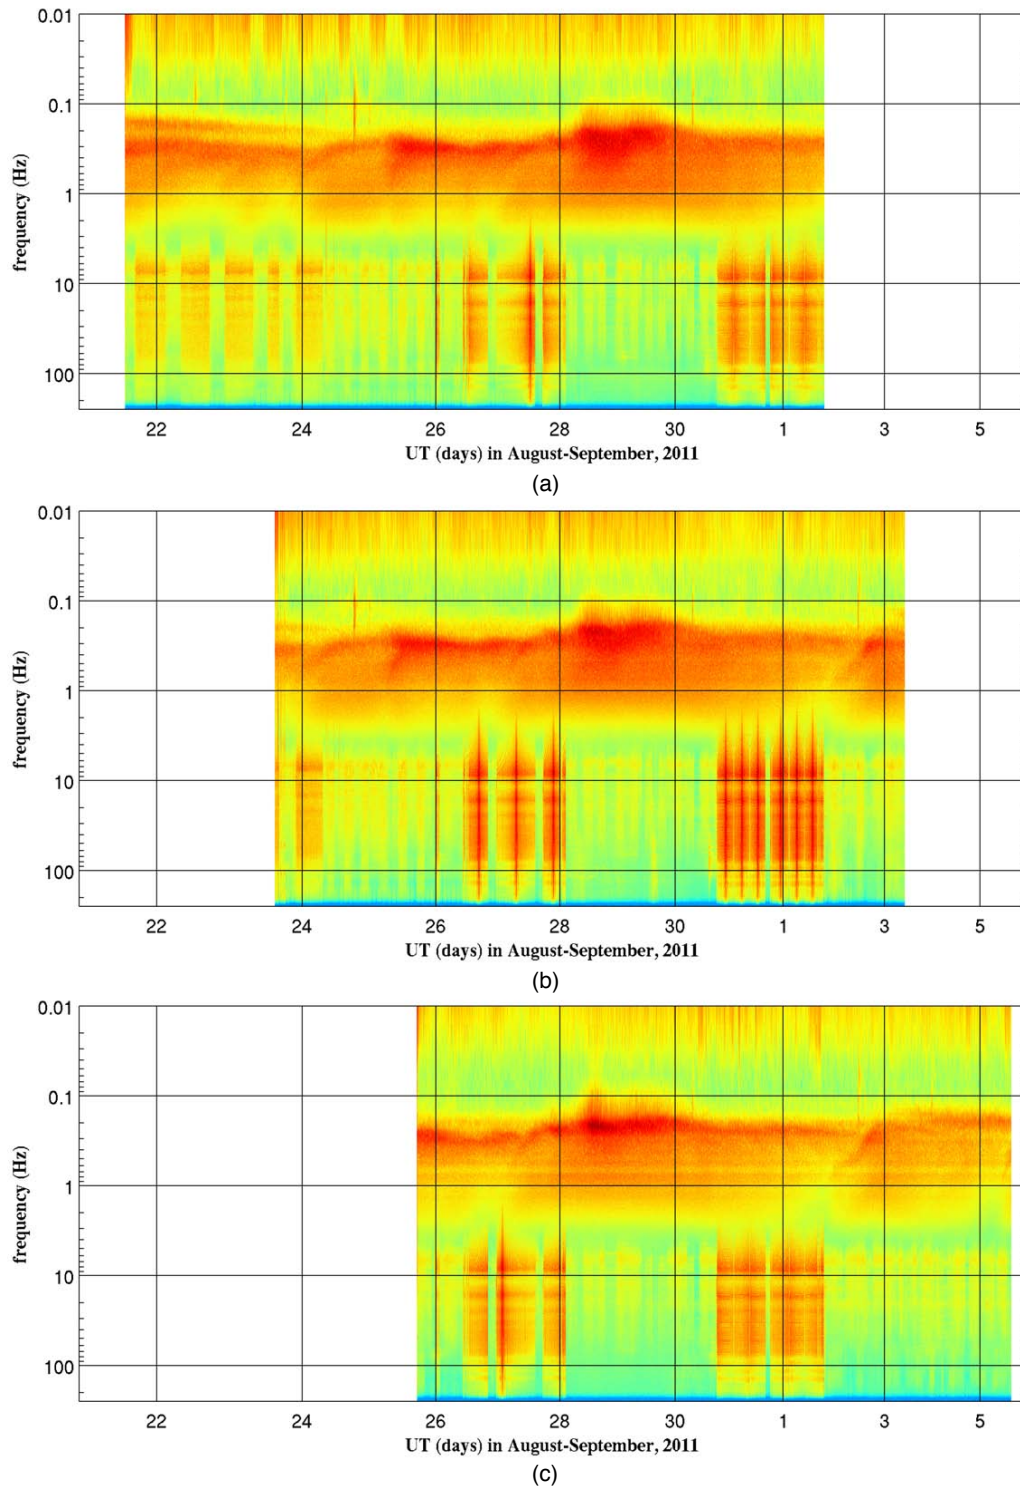 0.01
0.1
1
10
100
frequency (Hz)
22 24 26 28 30 1 3 5
UT (days) in August-September, 2011
(a)
0.01
0.1
1
10
100
frequency (Hz)
22 24 26 28 30 1 3 5
UT (days) in August-September, 2011
(b)
0.01
0.1
1
10
100
frequency (Hz)
22 24 26 28 30 1 3 5
UT (days) in August-September, 2011
(c)